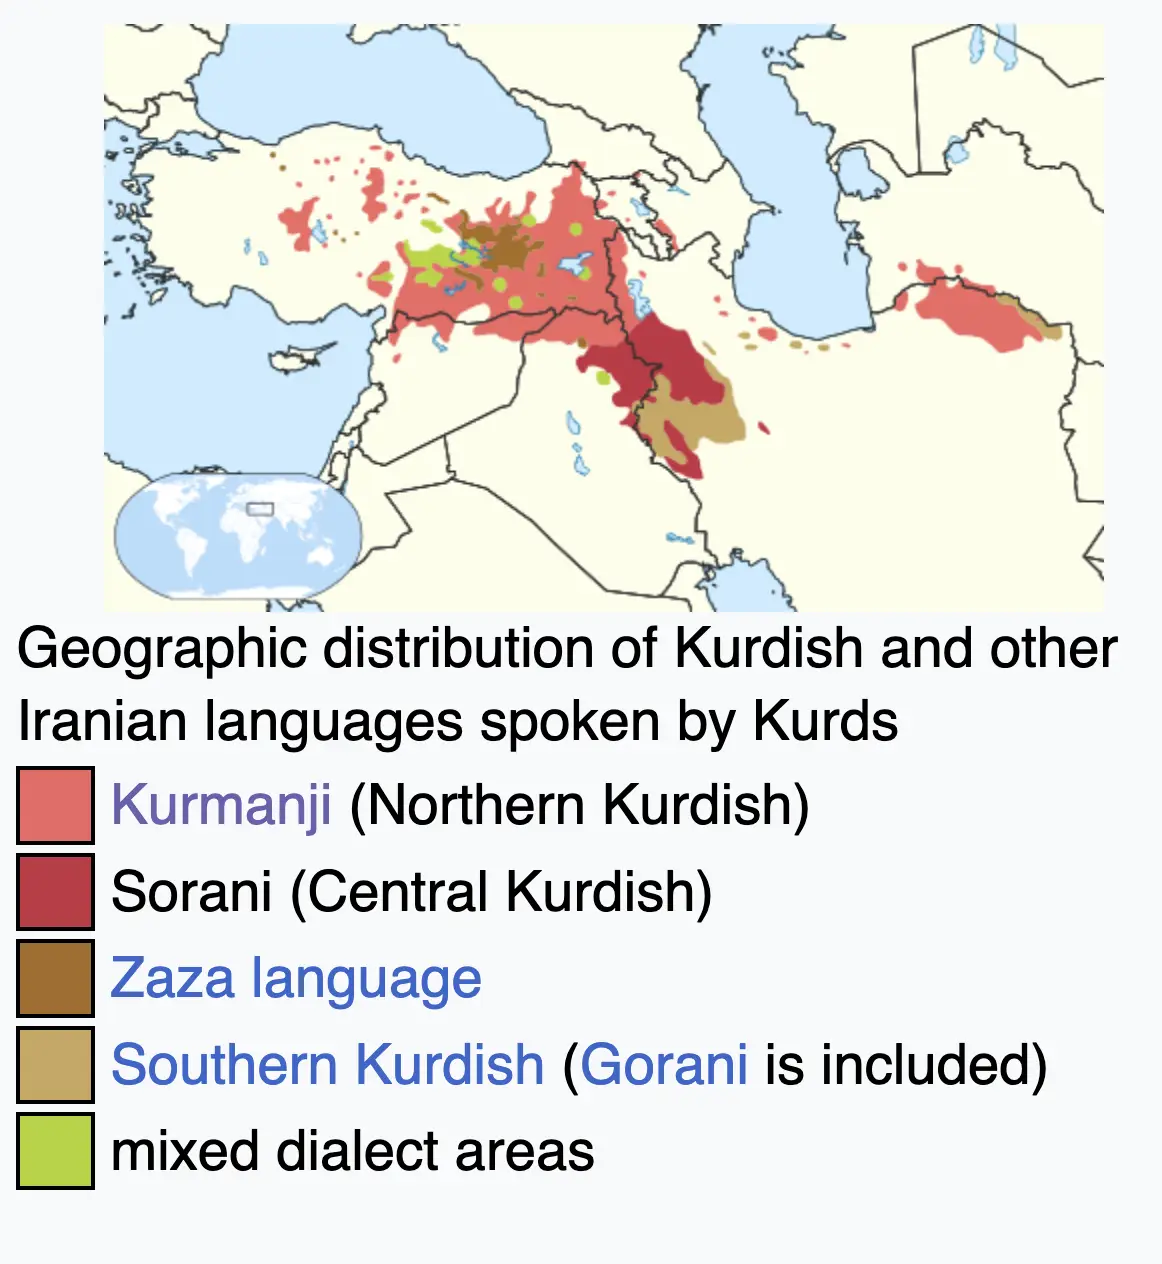 Geographic distribution of Kurdish and other
Iranian languages spoken by Kurds
Kurmanji (Northern Kurdish)
Sorani (Central Kurdish)
Zaza language
Southern Kurdish (Gorani is included)
mixed dialect areas